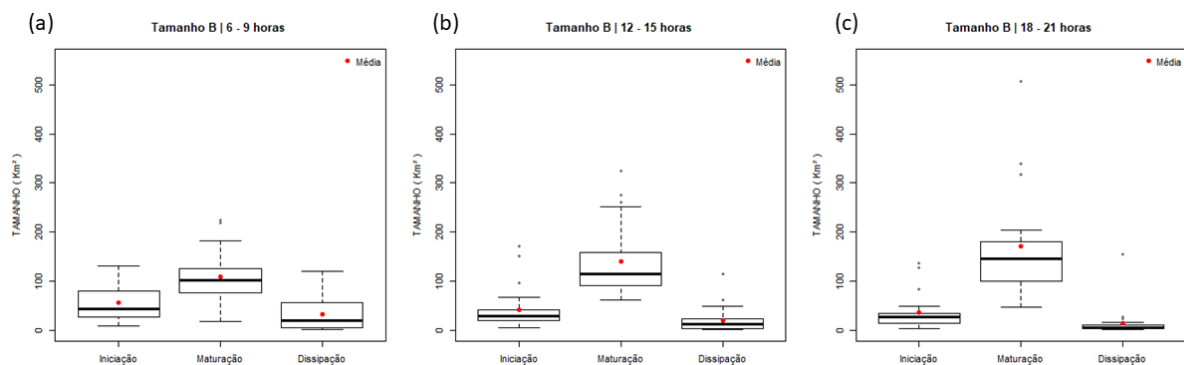 (a)
Tamanho B | 6 - 9 horas
Média
TAMANHO ( Km² )
500
400
300
200
100
0
Iniciação Maturação Dissipação
(b)
Tamanho B | 12 - 15 horas
Média
TAMANHO ( Km² )
500
400
300
200
100
0
Iniciação Maturação Dissipação
(c)
Tamanho B | 18 - 21 horas
Média
TAMANHO ( Km² )
500
400
300
200
100
0
Iniciação Maturação Dissipação